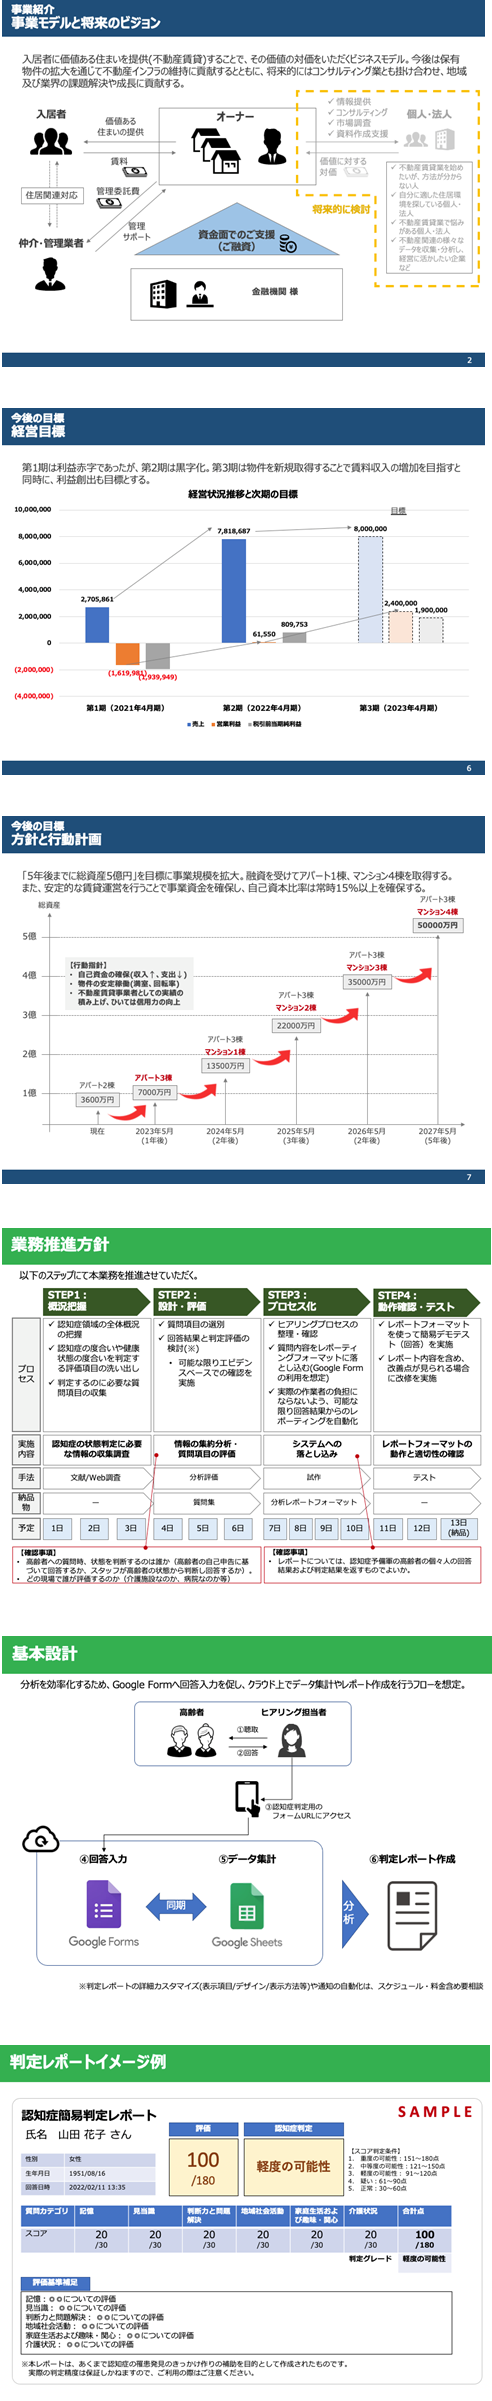 事業紹介
事業モデルと将来のビジョン
入居者に価値ある住まいを提供(不動産賃貸)することで、その価値の対価をいただくビジネスモデル。今後は保有
物件の拡大を通じて不動産インフラの維持に貢献するとともに、将来的にはコンサルティング業とも掛け合わせ、地域
及び業界の課題解決や成長に貢献する。
入居者
価値ある
住まいの提供
賃料
オーナー
✓ 情報提供
✓ コンサルティング
✓ 市場調査
✓ 資料作成支援
個人・法人
価値に対する
対価
住居関連対応
管理委託費
管理
サポート
仲介・管理業者
将来的に検討
✓ 不動産賃貸業を始め
たいが、方法が分から
ない人
✓ 自分に適した住居環
境を探している個人・
法人
✓ 不動産賃貸業で悩み
がある個人・法人
✓ 不動産関連の様々な
データを収集・分析し、
経営に活かしたい企業
など
資金面でのご支援
(ご融資)
金融機関 様
2
今後の目標
経営目標
第1期は利益赤字であったが、第2期は黒字化。第3期は物件を新規取得することで賃料収入の増加を目指すと
同時に、利益創出も目標とする。
経営状況推移と次期の目標
目標
10,000,000
8,000,000
6,000,000
4,000,000
2,000,000
0
(2,000,000)
(4,000,000)
2,705,861
(1,619,981)
(1,939,949)
7,818,687
61,550
809,753
8,000,000
2,400,000
1,900,000
第1期（2021年4月期）
第2期（2022年4月期）
第3期（2023年4月期）
■売上 ■営業利益 ■税引前当期純利益
6
今後の目標
方針と行動計画
「5年後までに総資産5億円」を目標に事業規模を拡大。融資を受けてアパート1棟、マンション4棟を取得する。
また、安定的な賃貸運営を行うことで事業資金を確保し、自己資本比率は常時15%以上を確保する。
総資産
5億
4億
3億
2億
1億
【行動指針】
• 自己資金の確保(収入↑、支出↓)
• 物件の安定稼働(満室、回転率)
• 不動産賃貸事業者としての実績の
積み上げ、ひいては信用力の向上
アパート2棟
3600万円
アパート3棟
7000万円
アパート3棟
マンション1棟
13500万円
アパート3棟
マンション2棟
22000万円
アパート3棟
マンション3棟
35000万円
アパート3棟
マンション4棟
50000万円
現在
2023年5月
(1年後)
2024年5月
(2年後)
2025年5月
(3年後)
2026年5月
(2年後)
2027年5月
(5年後)
7
業務推進方針
以下のステップにて本業務を推進させていただく。
STEP1：
概況把握
STEP2：
設計・評価
STEP3：
プロセス化
STEP4：
動作確認・テスト
プロ
セス
✓ 認知症領域の全体概況
の把握
✓ 認知症の度合いや健康
状態の度合いを判定す
る評価項目の洗い出し
✓ 判定するのに必要な質
問項目の収集
✓ 質問項目の選別
✓ 回答結果と判定評価の
検討(※)
• 可能な限りエビデン
スベースでの確認を
実施
✓ ヒアリングプロセスの
整理・確認
✓ 質問内容をレポーティ
ングフォーマットに落
とし込む(Google Form
の利用を想定)
✓ 実際の作業者の負担に
ならないよう、可能な
限り回答結果からのレ
ポーティングを自動化
✓ レポートフォーマット
を使って簡易デモテス
ト（回答）を実施
✓ レポート内容を含め、
改善点が見られる場合
に改修を実施
実施
内容
認知症の状態判定に必要
な情報の収集調査
情報の集約分析・
質問項目の評価
システムへの
落とし込み
レポートフォーマットの
動作と適切性の確認
手法
文献/Web調査
分析評価
試作
テスト
納品
物
ー
質問集
分析レポートフォーマット
ー
予定
1日
2日
3日
4日
5日
6日
7日
8日
9日
10日
11日
12日
13日
(納品)
【確認事項】
• 高齢者への質問時、状態を判断するのは誰か（高齢者の自己申告に基
づいて回答するか、スタッフが高齢者の状態から判断し回答するか）。
• どの現場で誰が評価するのか（介護施設なのか、病院なのか等）
【確認事項】
• レポートについては、認知症予備軍の高齢者の個々人の回答
結果および判定結果を返すものでよいか。
基本設計
分析を効率化するため、Google Formへ回答入力を促し、クラウド上でデータ集計やレポート作成を行うフローを想定。
高齢者
ヒアリング担当者
①聴取
②回答
③認知症判定用の
フォームURLにアクセス
④回答入力
⑤データ集計
⑥判定レポート作成
同期
分
析
Google Forms
Google Sheets
※判定レポートの詳細カスタマイズ(表示項目/デザイン/表示方法等)や通知の自動化は、スケジュール・料金含め要相談
判定レポートイメージ例
SAMPLE
認知症簡易判定レポート
氏名 山田 花子 さん
性別 女性
生年月日 1951/08/16
回答日時 2022/02/11 13:35
評価
100
/180
認知症判定
軽度の可能性
【スコア判定条件】
1. 重度の可能性：151～180点
2. 中等度の可能性：121～150点
3. 軽度の可能性： 91～120点
4. 疑い：61～90点
5. 正常：30～60点
質問カテゴリ 記憶 見当識 判断力と問題
解決 地域社会活動 家庭生活およ
び趣味・関心 介護状況 合計点
スコア 20
/30 20
/30 20
/30 20
/30 20
/30 20
/30 100
/180
判定グレード 軽度の可能性
評価基準補足
記憶：○○についての評価
見当識： ○○についての評価
判断力と問題解決： ○○についての評価
地域社会活動： ○○についての評価
家庭生活および趣味・関心： ○○についての評価
介護状況： ○○についての評価
※本レポートは、あくまで認知症の罹患発見のきっかけ作りの補助を目的として作成されたものです。
実際の判定精度は保証しかねますので、ご利用の際はご注意ください。